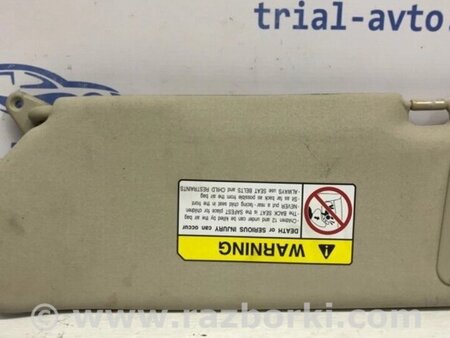 trial-avto.
WARNING
DEATH or SERIOUS INJURY can occur
-Children 12 and under can be killed by the air bag
-The BACK SEAT is the SAFEST place for children
-NEVER put a rear facing child seat in the front
-Sit as far as possible from the air bag
-ALWAYS use SEAT BELTS and CHILD RESTRAINTS
www.razborki.com